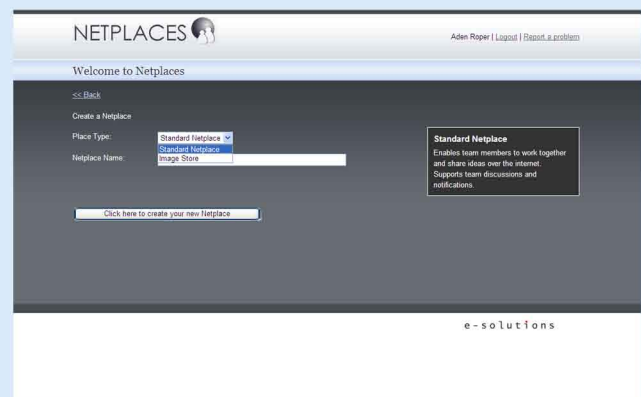 NETPLACES
Aden Roper | Logout | Report a problem
Welcome to Netplaces
<< Back
Create a Netplace
Place Type:
Standard Netplace
Standard Netplace
Image Store
Netplace Name:
Standard Netplace
Enables team members to work together
and share ideas over the internet.
Supports team discussions and
notifications.
Click here to create your new Netplace
e-solutions